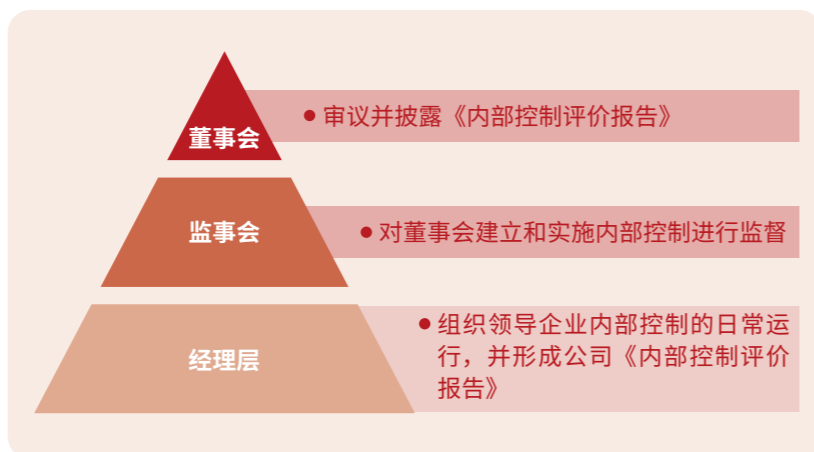 董事会
● 审议并披露《内部控制评价报告》
监事会
● 对董事会建立和实施内部控制进行监督
经理层
● 组织领导企业内部控制的日常运
行，并形成公司《内部控制评价
报告》